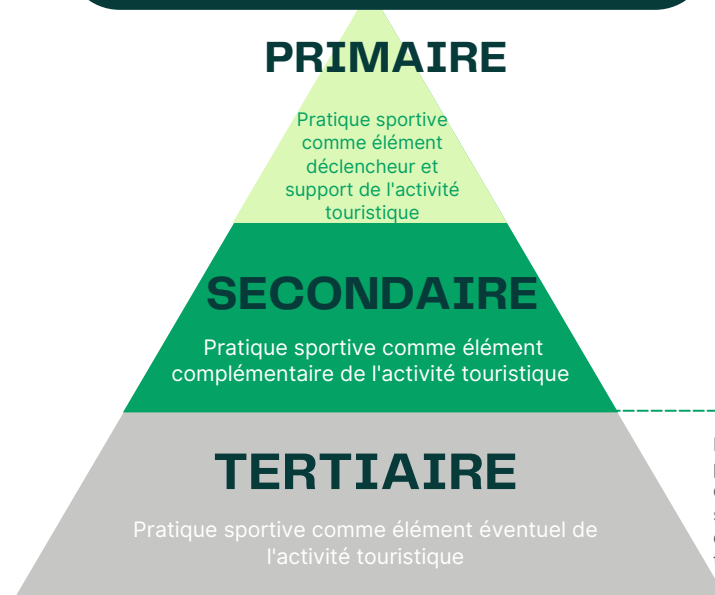 PRIMAIRE
Pratique sportive
comme élément
déclencheur et
support de l'activité
touristique
SECONDAIRE
Pratique sportive comme élément
complémentaire de l'activité touristique
TERTIAIRE
Pratique sportive comme élément éventuel de
l'activité touristique